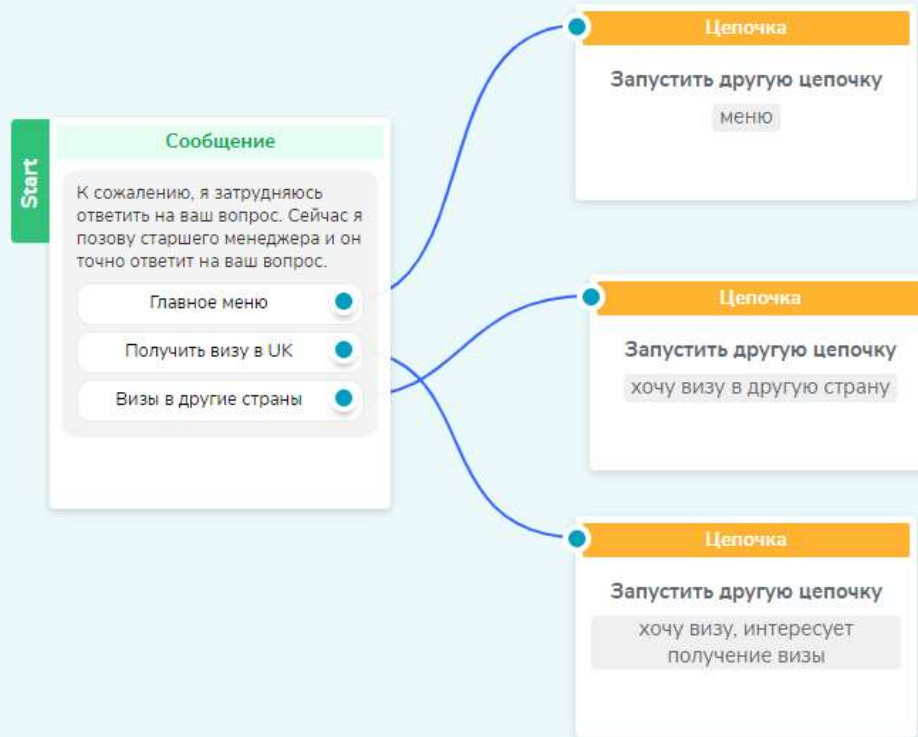 Start
Сообщение
К сожалению, я затрудняюсь
ответить на ваш вопрос. Сейчас я
позову старшего менеджера и он
точно ответит на ваш вопрос.
Главное меню
Получить визу в UK
Визы в другие страны
Цепочка
Запустить другую цепочку
меню
Цепочка
Запустить другую цепочку
хочу визу в другую страну
Цепочка
Запустить другую цепочку
хочу визу, интересует
получение визы